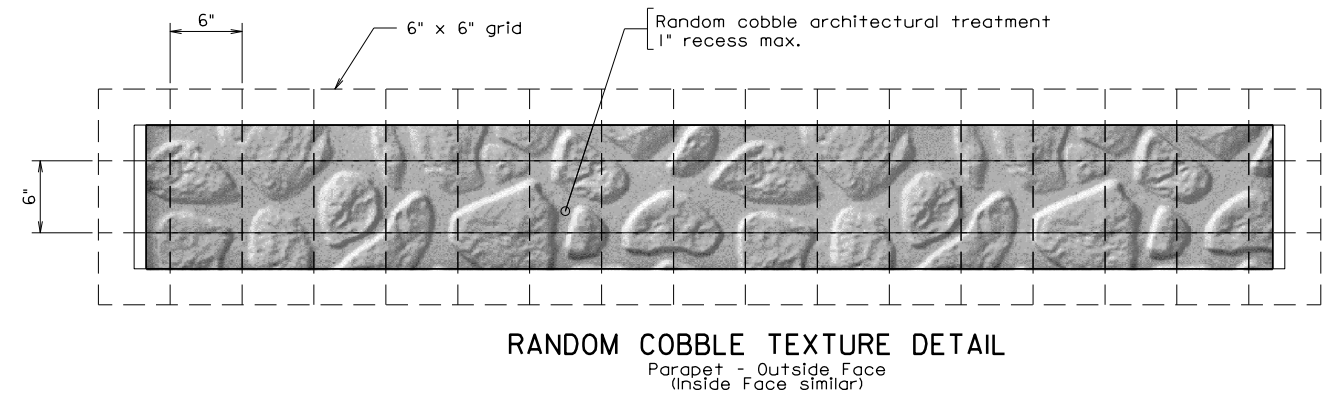 6"
6" x 6" grid
Random cobble architectural treatment
1" recess max.
6"
RANDOM COBBLE TEXTURE DETAIL
Parapet - Outside Face
(Inside Face similar)